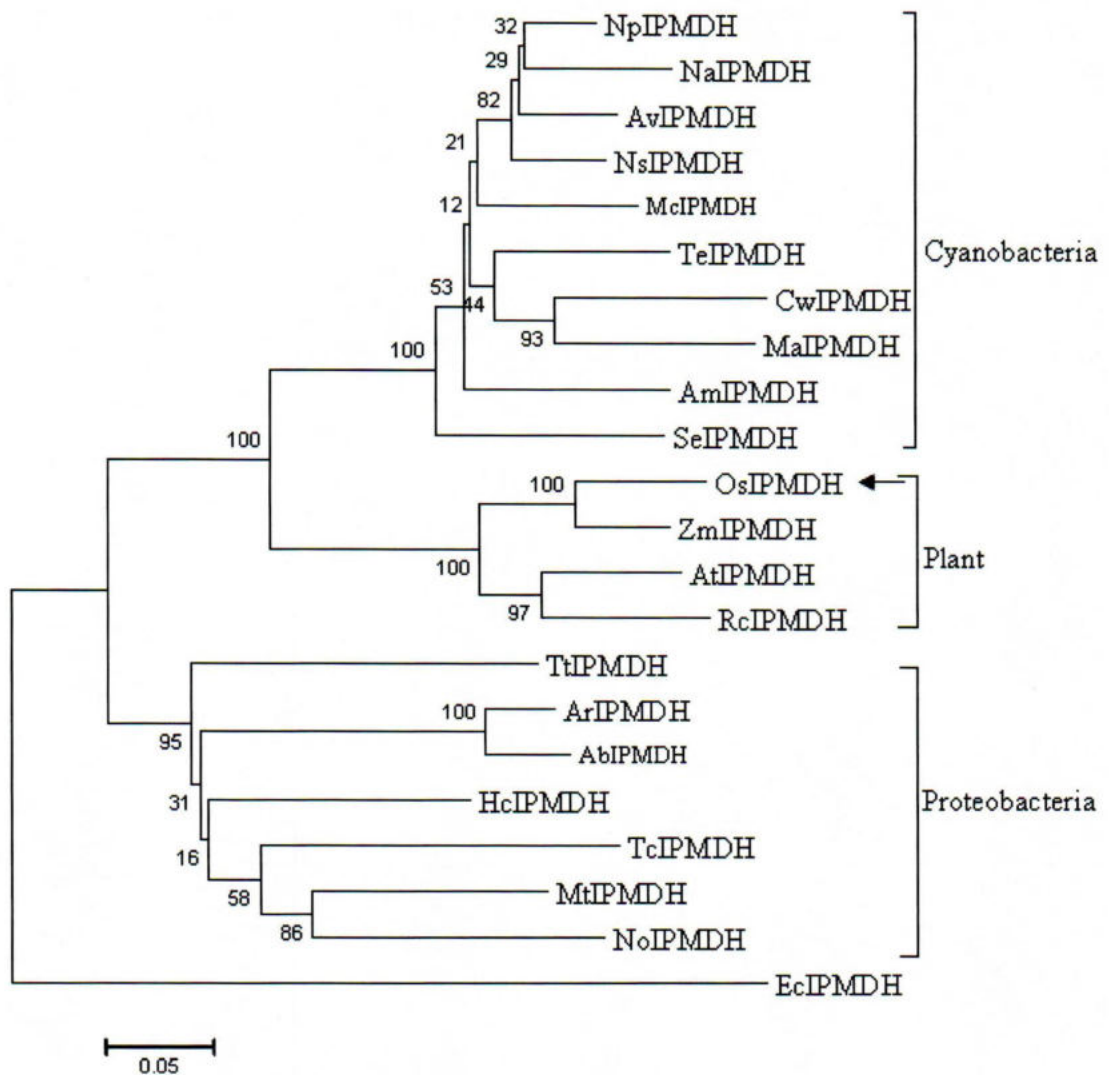 32
NpIPMDH
29
NaIPMDH
82
AvIPMDH
21
NsIPMDH
12
McIPMDH
TeIPMDH
Cyanobacteria
53
44
CwIPMDH
93
MaIPMDH
100
AmIPMDH
SeIPMDH
100
100
OsIPMDH
ZmIPMDH
Plant
100
AtIPMDH
97
RcIPMDH
TtIPMDH
100
ArIPMDH
95
AbIPMDH
31
HcIPMDH
Proteobacteria
16
TcIPMDH
58
MtIPMDH
86
NoIPMDH
EcIPMDH
0.05